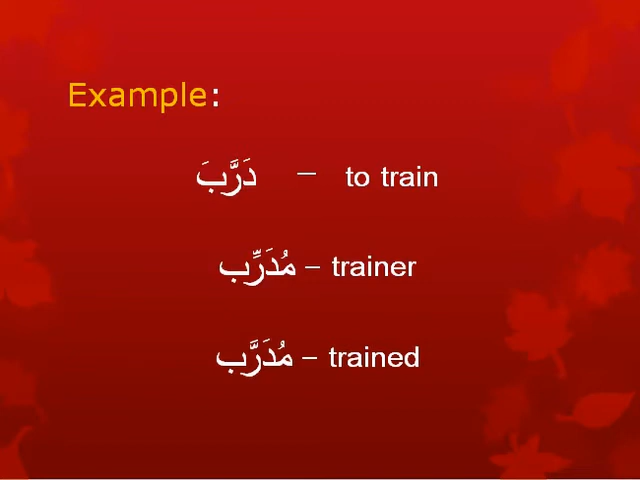 Example:
دَرَّبَ – to train
مُدَرِّب – trainer
مُدَرَّب – trained